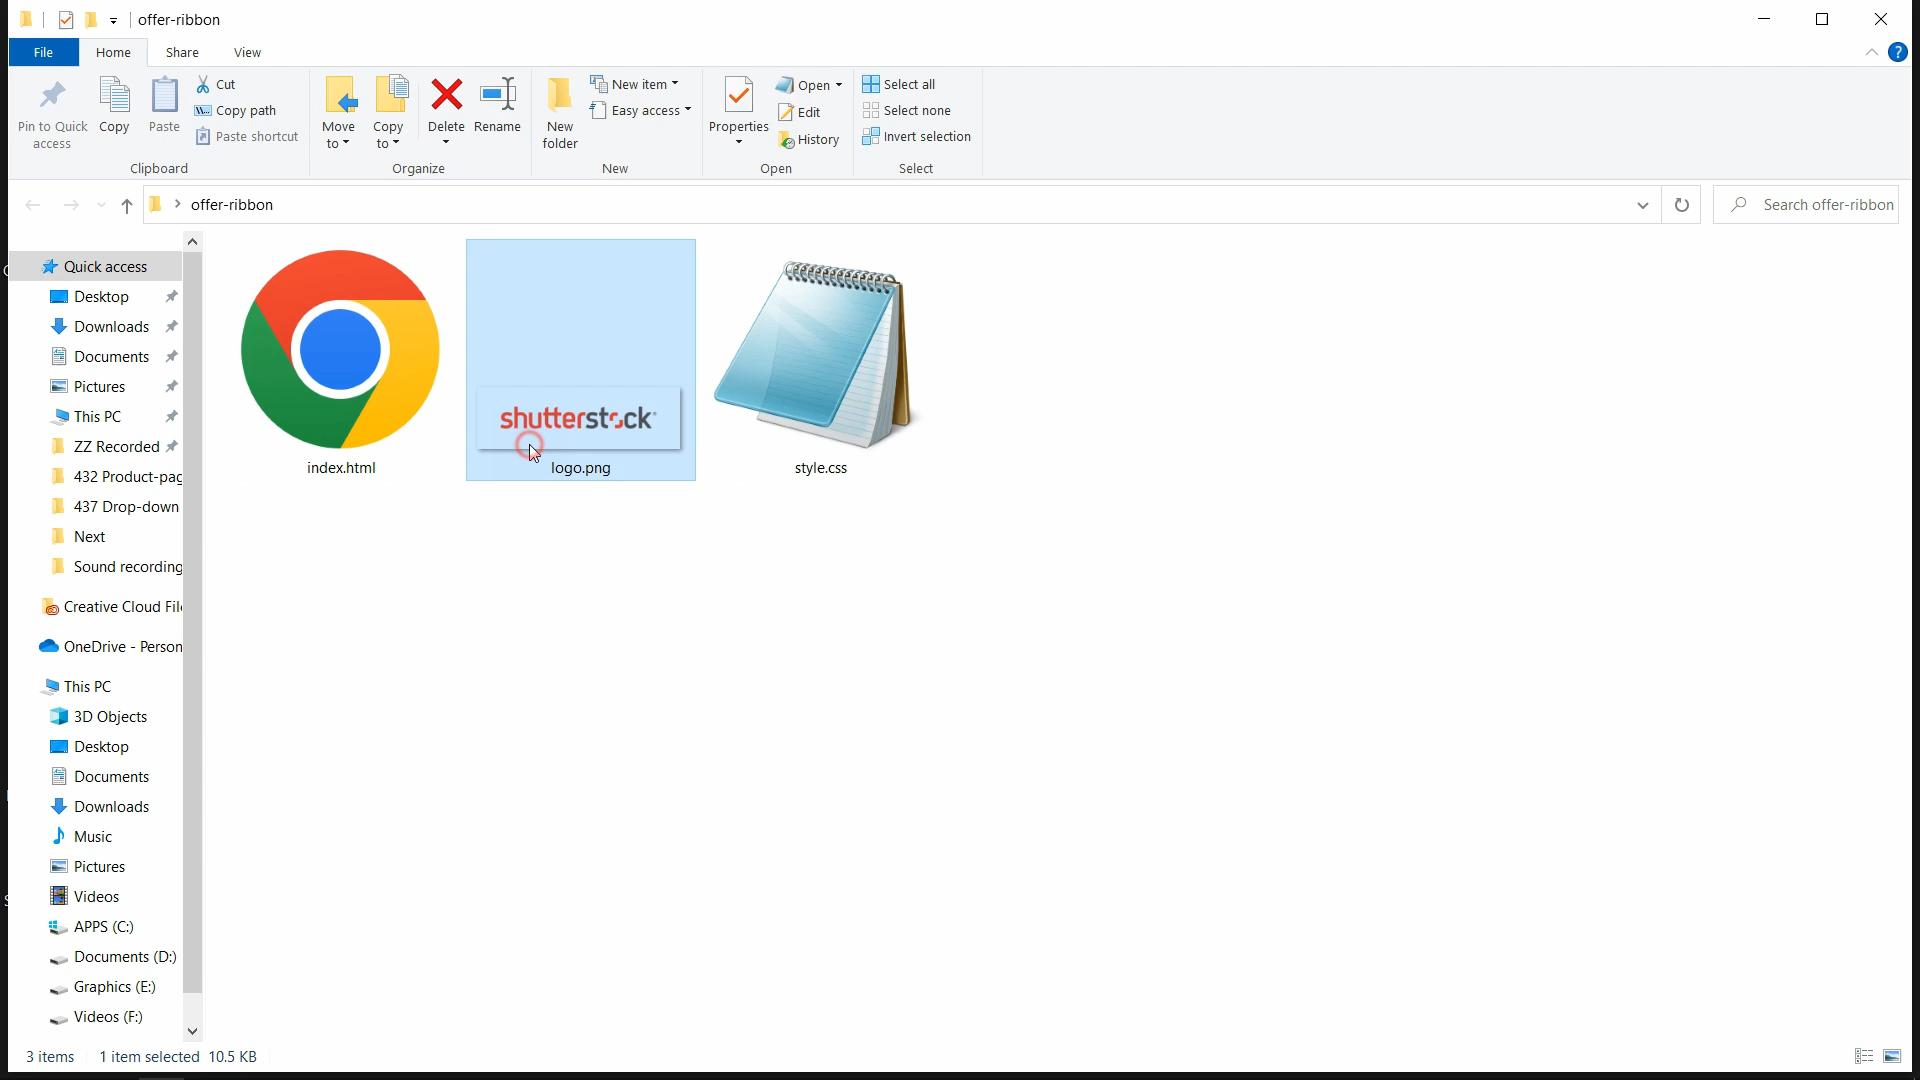 offer-ribbon
File
Home
Share
View
Pin to Quick
access
Copy
Paste
Cut
Copy path
Paste shortcut
Clipboard
Move
to
Copy
to
Delete
Rename
Organize
New
folder
New item
Easy access
New
Properties
Open
Edit
History
Open
Select all
Select none
Invert selection
Select
offer-ribbon
Search offer-ribbon
Quick access
Desktop
Downloads
Documents
Pictures
This PC
ZZ Recorded
432 Product-pag
437 Drop-down
Next
Sound recording
Creative Cloud File
OneDrive - Person
This PC
3D Objects
Desktop
Documents
Downloads
Music
Pictures
Videos
APPS (C:)
Documents (D:)
Graphics (E:)
Videos (F:)
index.html
shutterstock
logo.png
style.css
3 items
1 item selected 10.5 KB